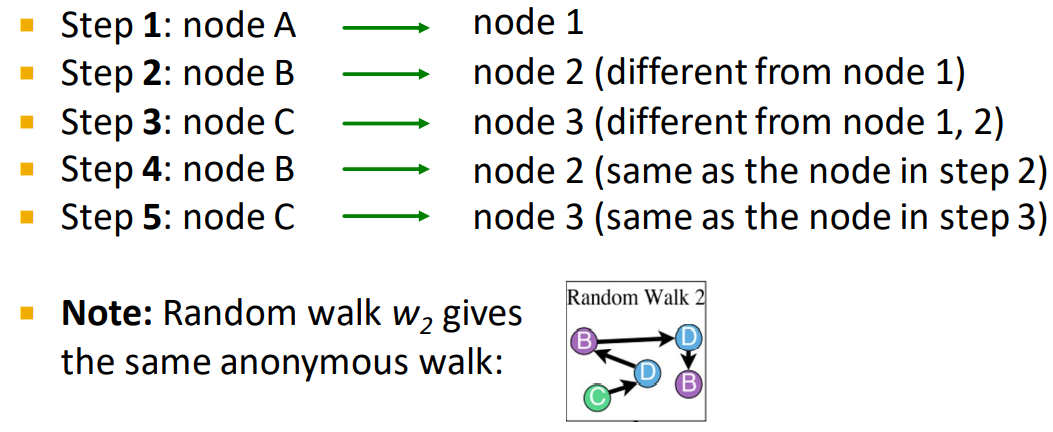 Step 1: node A → node 1
Step 2: node B → node 2 (different from node 1)
Step 3: node C → node 3 (different from node 1, 2)
Step 4: node B → node 2 (same as the node in step 2)
Step 5: node C → node 3 (same as the node in step 3)
Note: Random walk w2 gives
the same anonymous walk:
Random Walk 2
B D
D
B
C